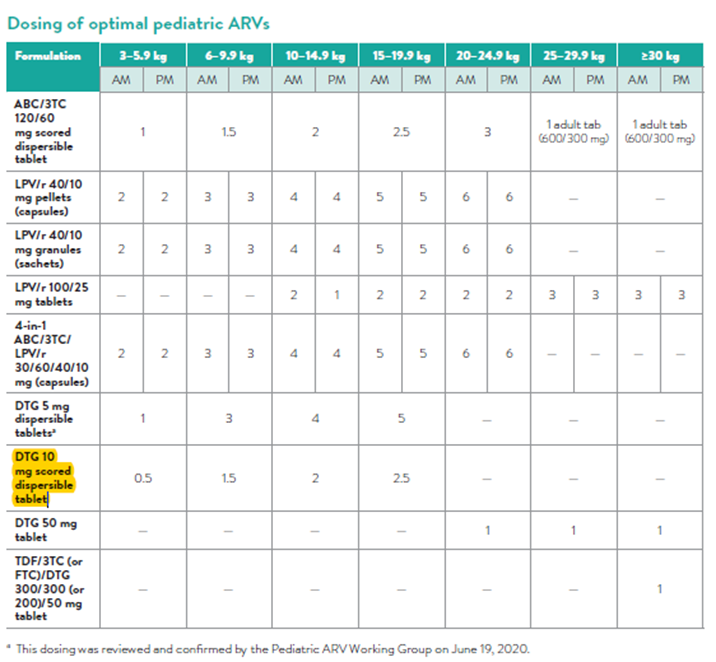 Dosing of optimal pediatric ARVs
Formulation 3–5.9 kg 6–9.9 kg 10–14.9 kg 15–19.9 kg 20–24.9 kg 25–29.9 kg ≥30 kg
AM PM AM PM AM PM AM PM AM PM AM PM AM PM
ABC/3TC
120/60
mg scored
dispersible
tablet
1 1.5 2 2.5 3 1 adult tab 1 adult tab
(600/300 mg) (600/300 mg)
LPV/r 40/10
mg pellets
(capsules)
2 2 3 3 4 4 5 5 6 6 — —
LPV/r 40/10
mg granules
(sachets)
2 2 3 3 4 4 5 5 6 6 — —
LPV/r 100/25
mg tablets
— — — — 2 1 2 2 2 2 3 3 3 3
4-in-1
ABC/3TC/
LPV/r
30/60/40/10
mg (capsules)
2 2 3 3 4 4 5 5 6 6 — — — —
DTG 5 mg
dispersible
tabletsᵃ
1 3 4 5 — — —
DTG 10
mg scored
dispersible
tablet
0.5 1.5 2 2.5 — — —
DTG 50 mg
tablet
— — — — 1 1 1
TDF/3TC (or
FTC)/DTG
300/300 (or
200)/50 mg
tablet
— — — — — — 1
ᵃ This dosing was reviewed and confirmed by the Pediatric ARV Working Group on June 19, 2020.